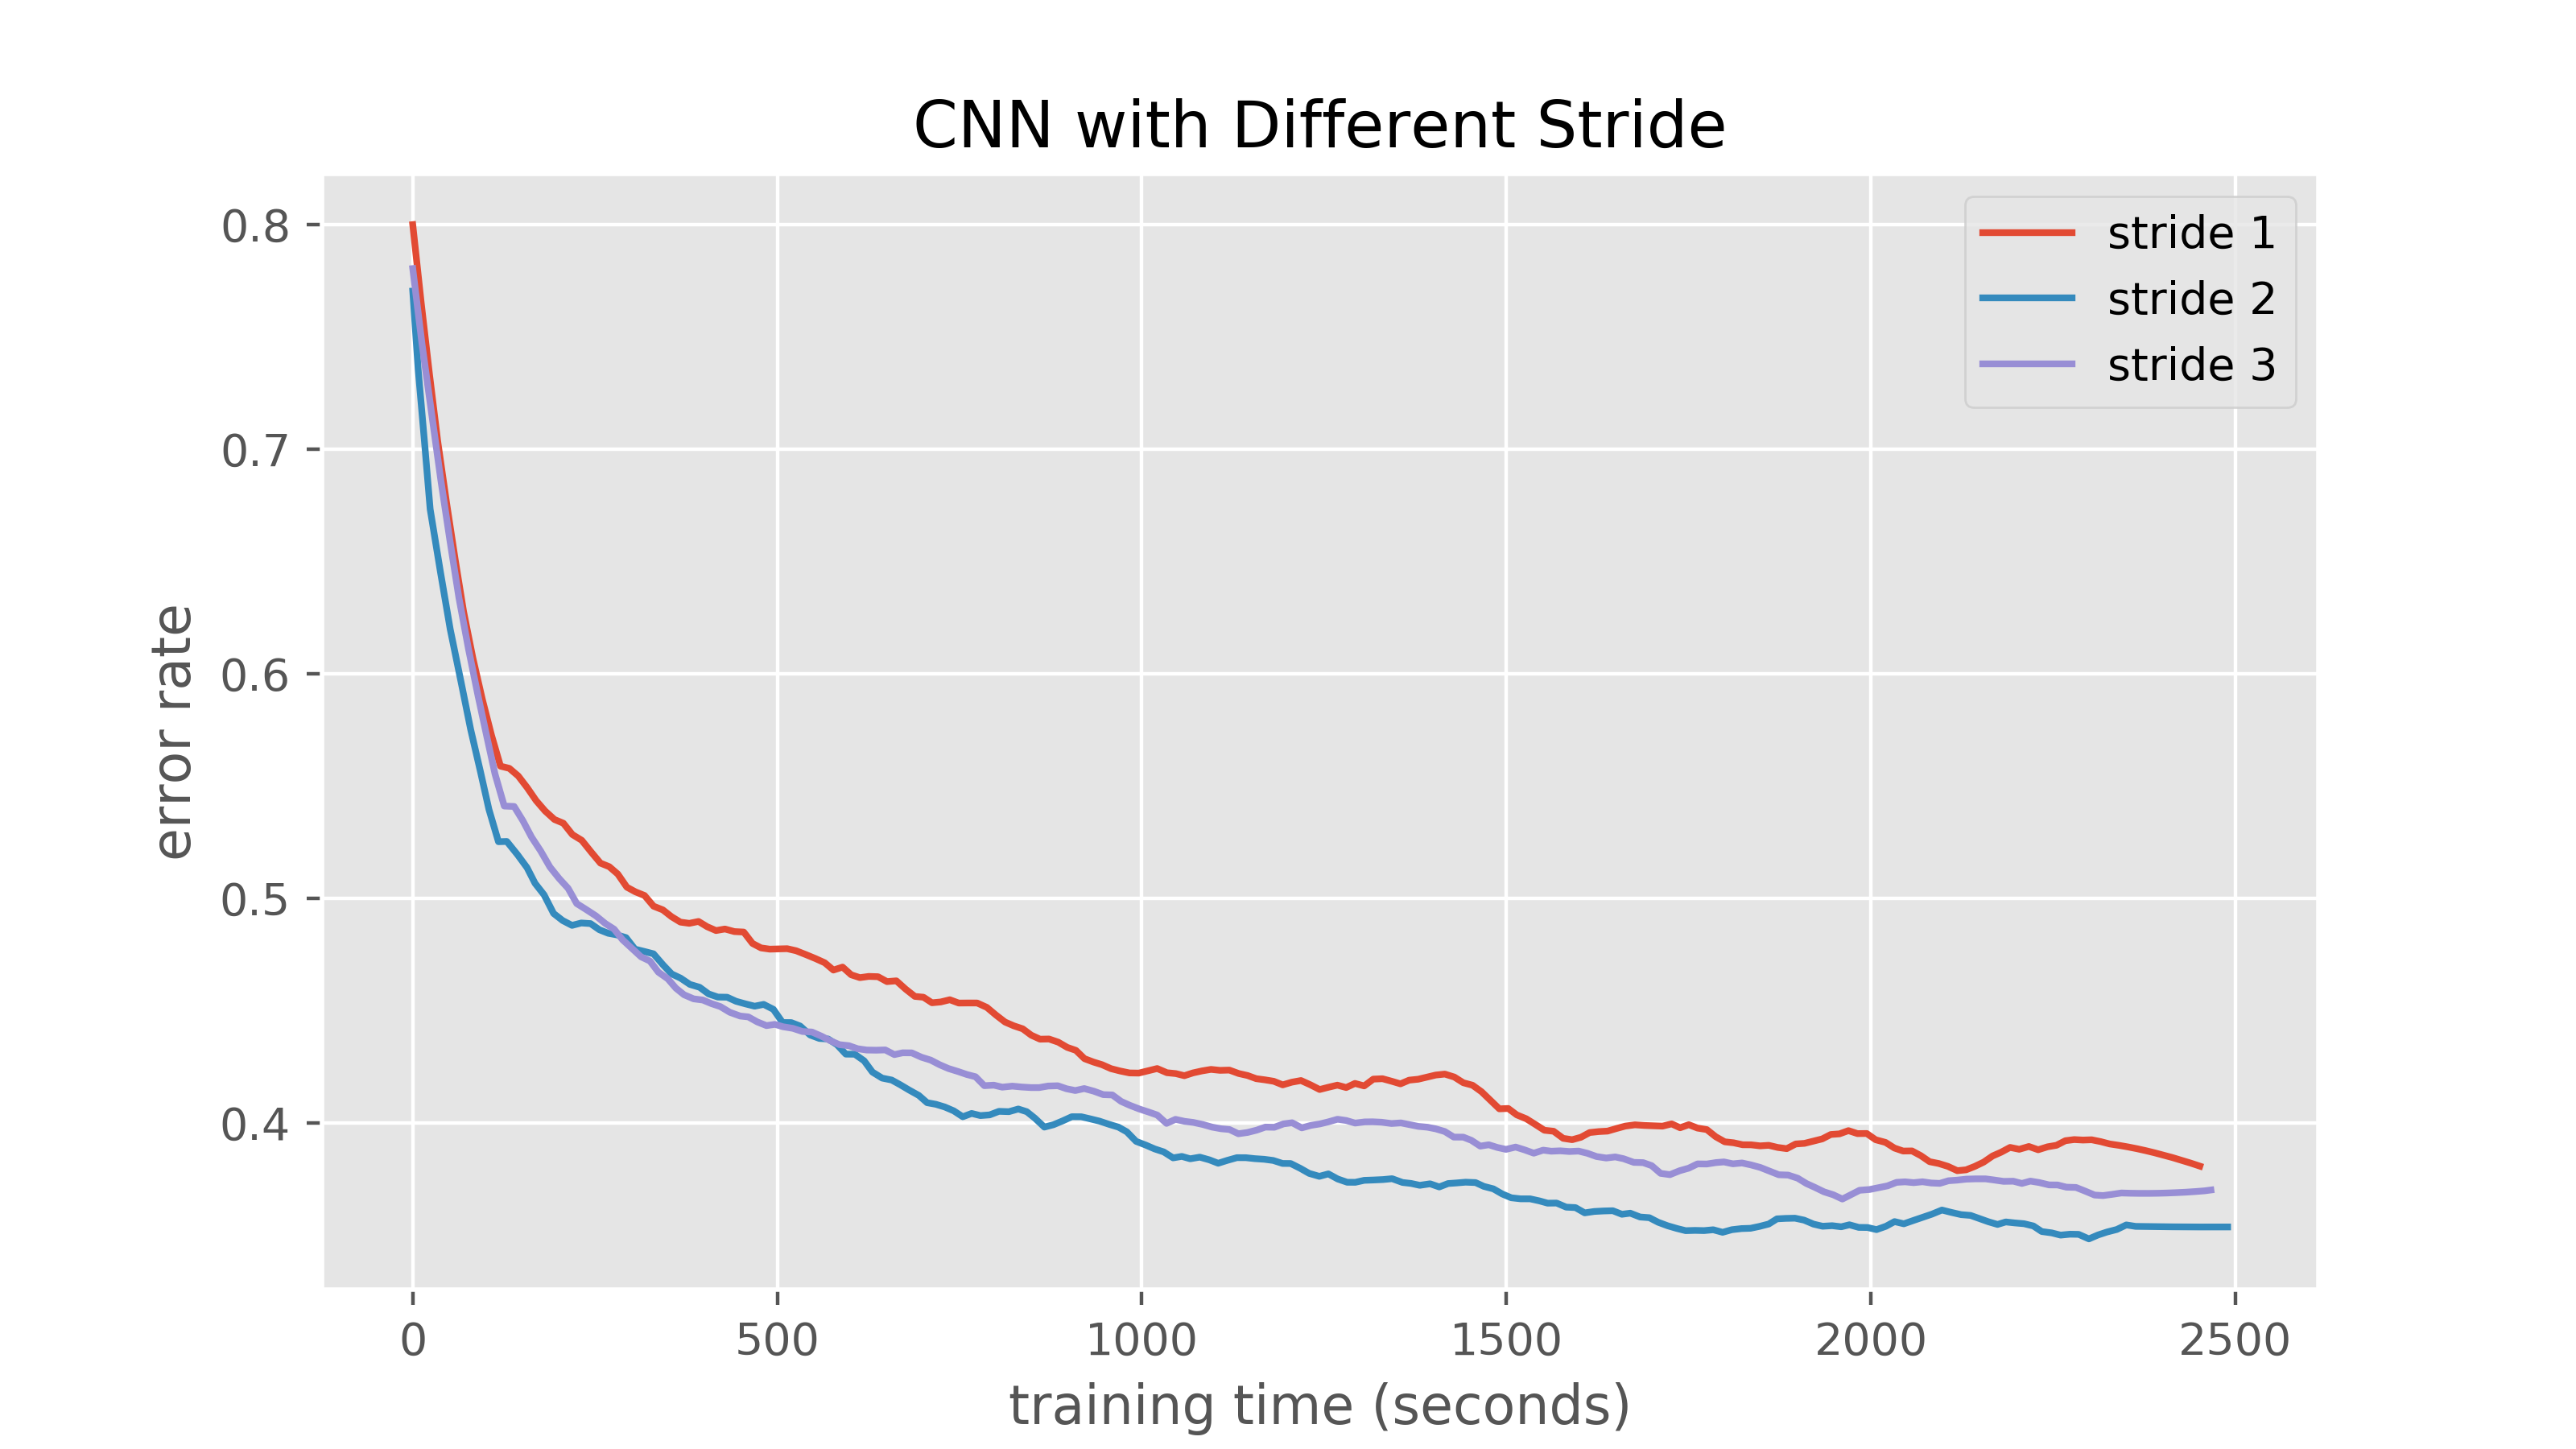 CNN with Different Stride
stride 1
stride 2
stride 3
error rate
0.8
0.7
0.6
0.5
0.4
0
500
1000
1500
2000
2500
training time (seconds)